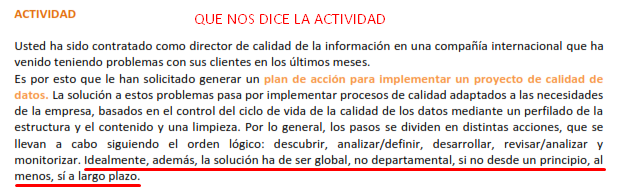 ACTIVIDAD QUE NOS DICE LA ACTIVIDAD
Usted ha sido contratado como director de calidad de la información en una compañía internacional que ha
venido teniendo problemas con sus clientes en los últimos meses.
Es por esto que le han solicitado generar un plan de acción para implementar un proyecto de calidad de
datos. La solución a estos problemas pasa por implementar procesos de calidad adaptados a las necesidades
de la empresa, basados en el control del ciclo de vida de la calidad de los datos mediante un perfilado de la
estructura y el contenido y una limpieza. Por lo general, los pasos se dividen en distintas acciones, que se
llevan a cabo siguiendo el orden lógico: descubrir, analizar/definir, desarrollar, revisar/analizar y
monitorizar. Idealmente, además, la solución ha de ser global, no departamental, si no desde un principio, al
menos, sí a largo plazo.